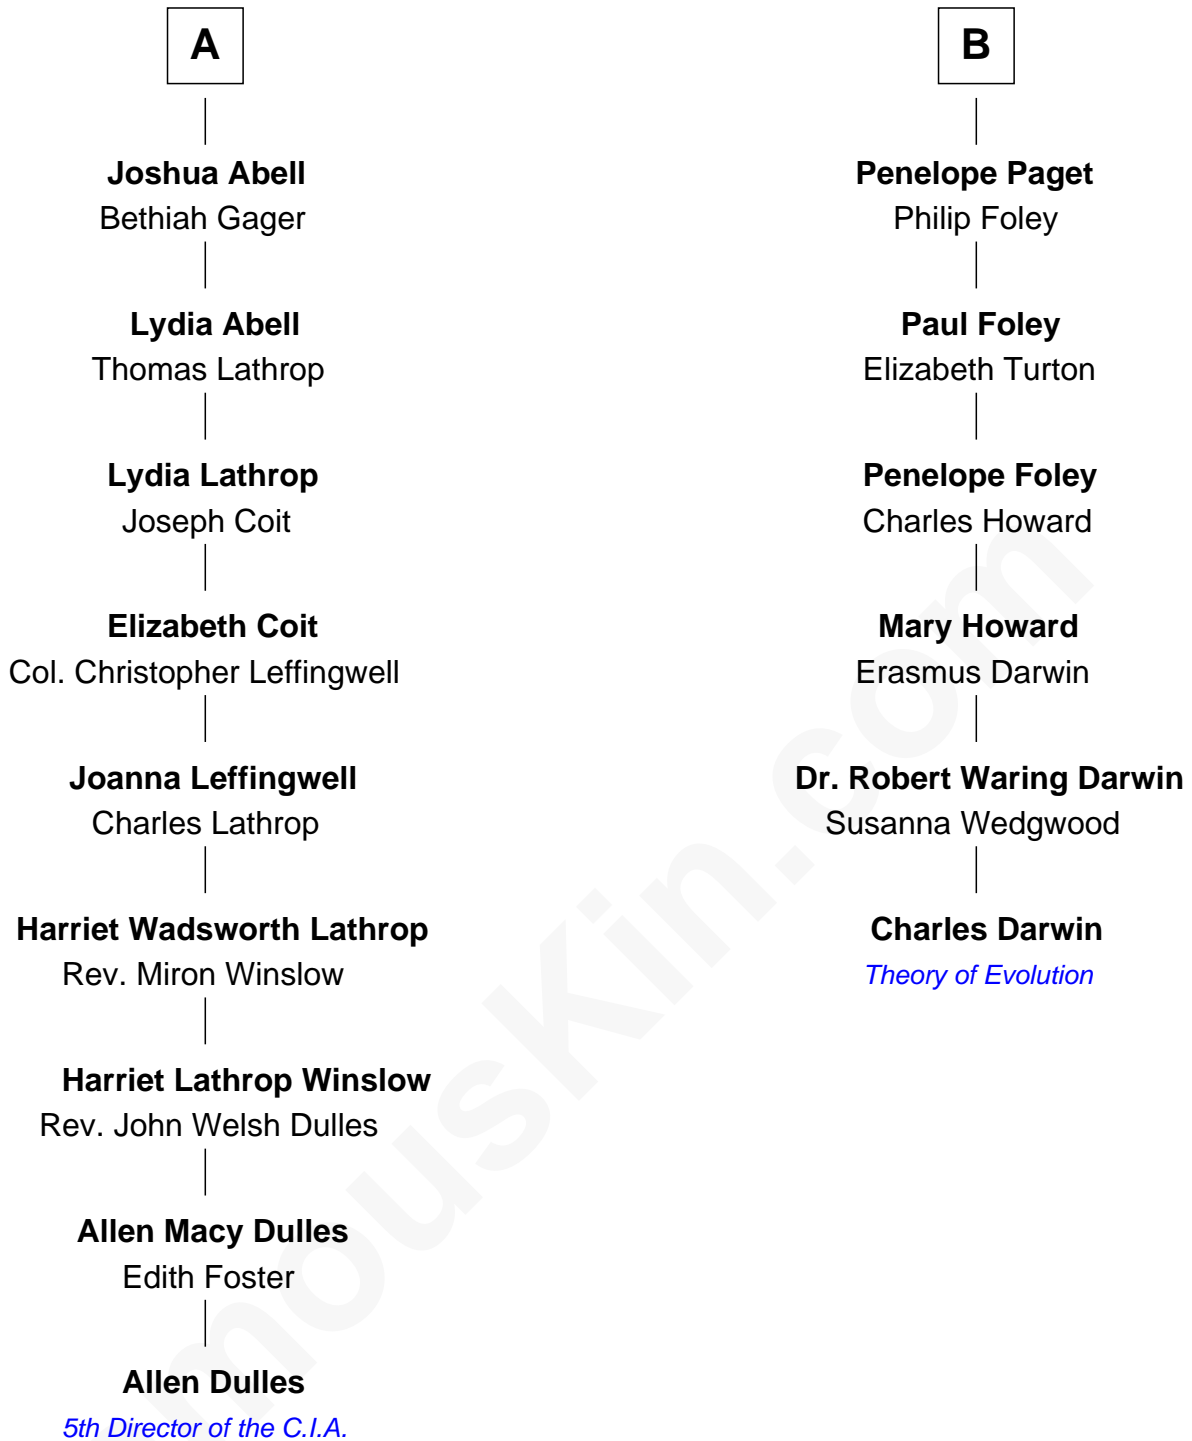 A
Joshua Abell
Bethiah Gager
Lydia Abell
Thomas Lathrop
Lydia Lathrop
Joseph Coit
Elizabeth Coit
Col. Christopher Leffingwell
Joanna Leffingwell
Charles Lathrop
Harriet Wadsworth Lathrop
Rev. Miron Winslow
Harriet Lathrop Winslow
Rev. John Welsh Dulles
Allen Macy Dulles
Edith Foster
Allen Dulles
5th Director of the C.I.A.
B
Penelope Paget
Philip Foley
Paul Foley
Elizabeth Turton
Penelope Foley
Charles Howard
Mary Howard
Erasmus Darwin
Dr. Robert Waring Darwin
Susanna Wedgwood
Charles Darwin
Theory of Evolution
mousKin.com